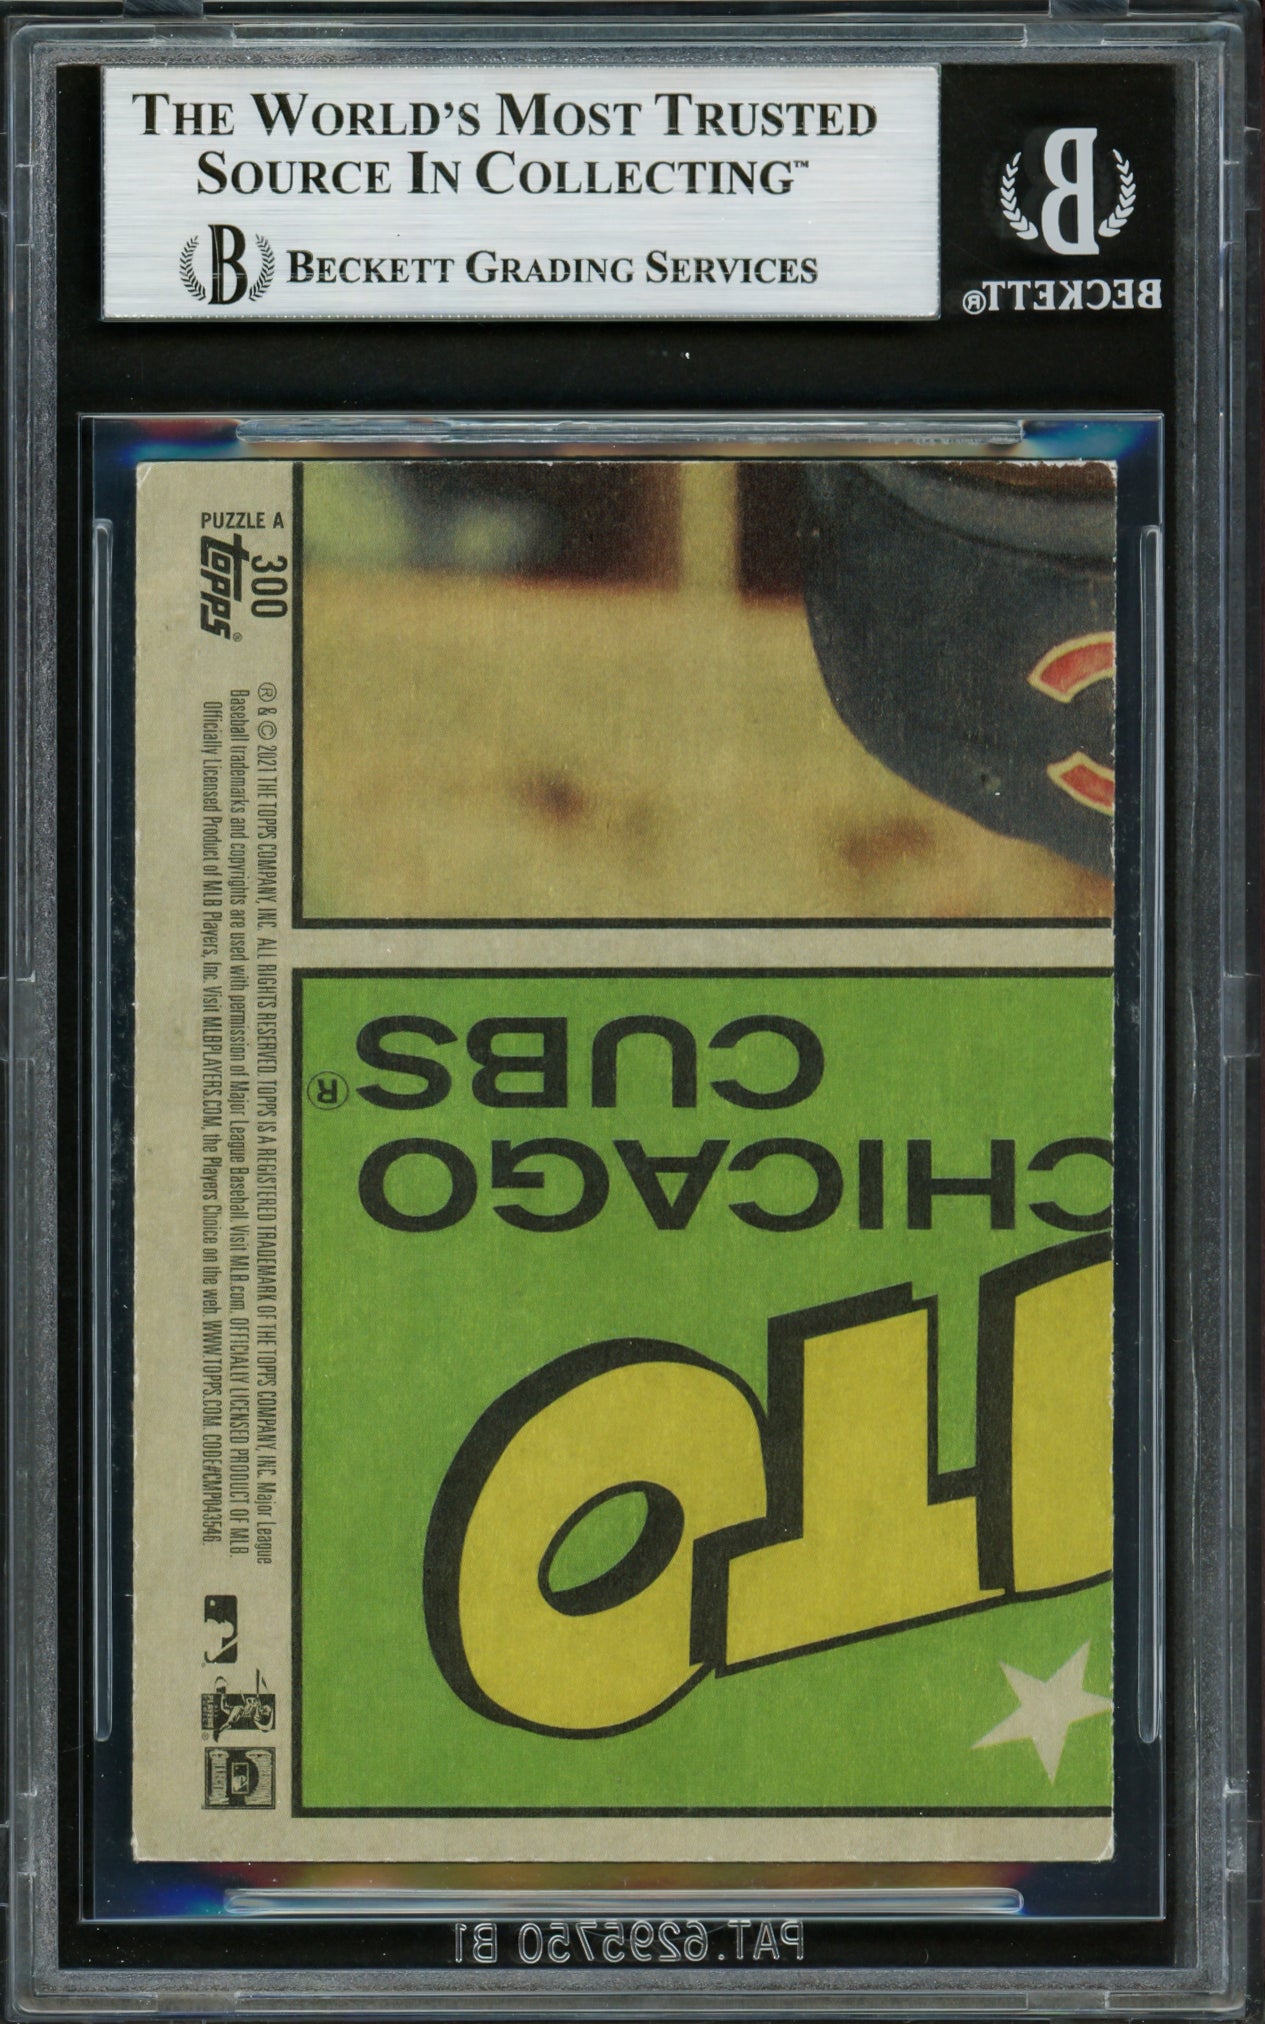 THE WORLD'S MOST TRUSTED
SOURCE IN COLLECTING™
B BECKETT GRADING SERVICES
B
BECKETT®
PUZZLE A
300
topps®
® & © 2021 THE TOPPS COMPANY, INC. ALL RIGHTS RESERVED. TOPPS IS A REGISTERED TRADEMARK OF THE TOPPS COMPANY, INC. Major League
Baseball trademarks and copyrights are used with permission of Major League Baseball. Visit MLB.com. OFFICIALLY LICENSED PRODUCT OF MLB.
Officially Licensed Product of MLB Players, Inc. Visit MLBPLAYERS.COM, the Players Choice on the web. WWW.TOPPS.COM. CODE#CMP043546
CHICAGO
CUBS®
TO
PAT.6295750 B1